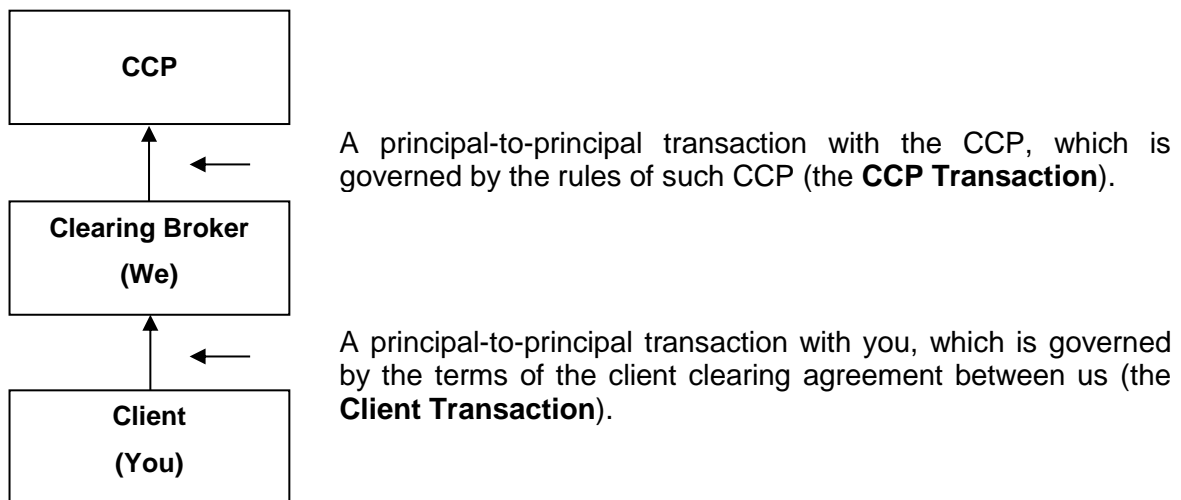 CCP
A principal-to-principal transaction with the CCP, which is
governed by the rules of such CCP (the CCP Transaction).
Clearing Broker
(We)
A principal-to-principal transaction with you, which is governed
by the terms of the client clearing agreement between us (the
Client Transaction).
Client
(You)